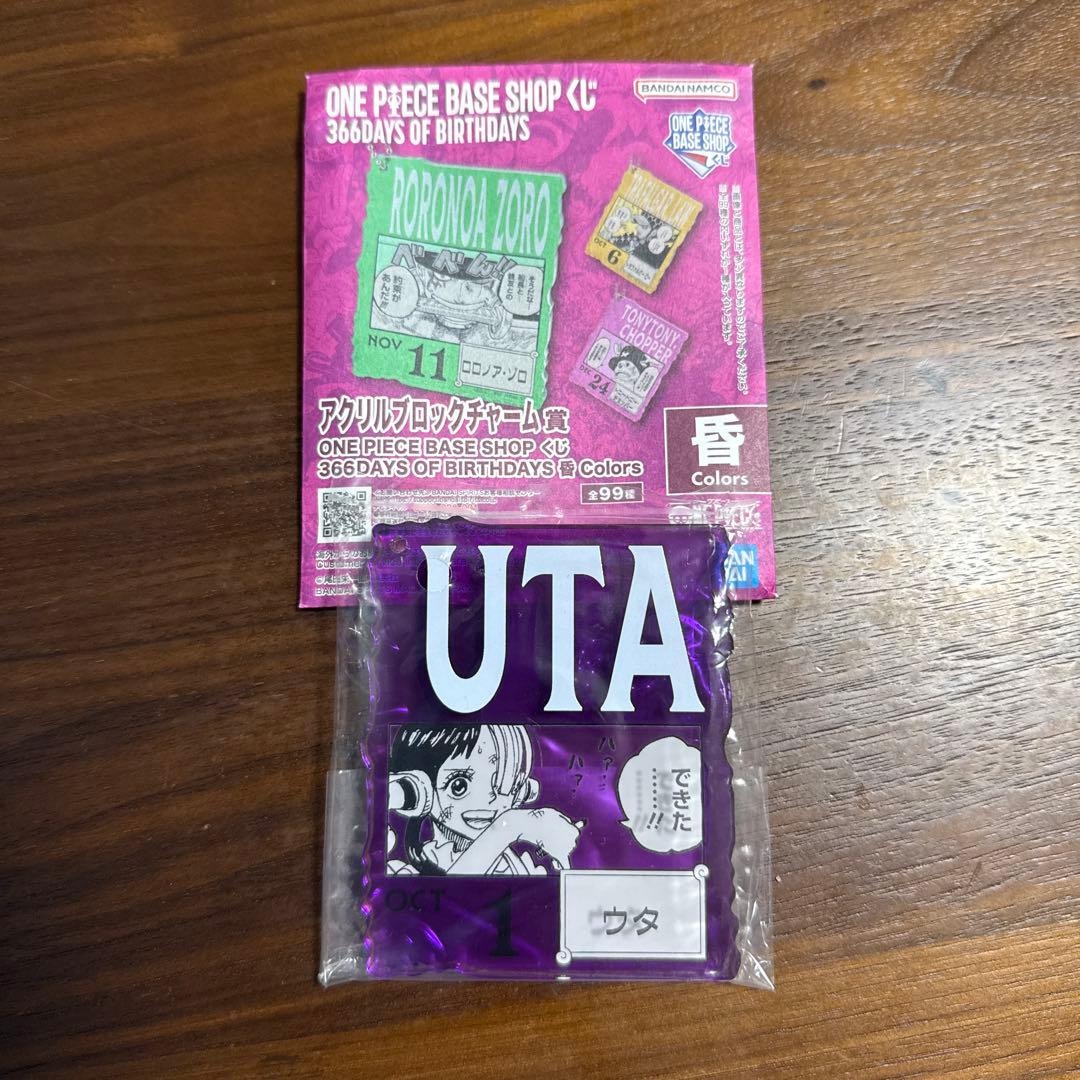 ONE PIECE BASE SHOP くじ
366DAYS OF BIRTHDAYS
BANDAI NAMCO
ONE PIECE
BASE SHOP
くじ
RORONOA ZORO
べべん!!
約束が
あんだ!!
NOV
11
ロロノア・ゾロ
OCT
6
TONYTONY.
CHOPPER
DEC
24
アクリルブロックチャーム賞
ONE PIECE BASE SHOP くじ
366DAYS OF BIRTHDAYS 昏 Colors
全99種
昏
Colors
UTA
ハァ…
ハァ…
できた
………!!
OCT
1
ウタ